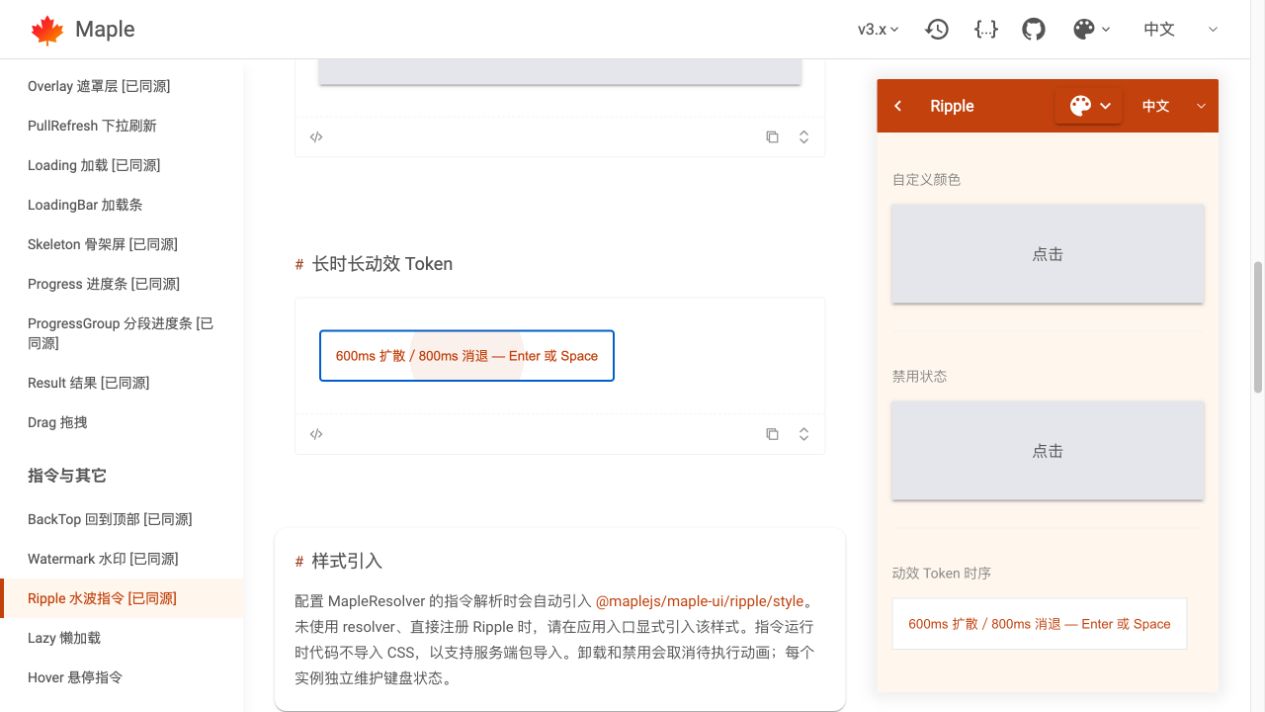 Maple
v3.x
{...}
中文
Overlay 遮罩层 [已同源]
PullRefresh 下拉刷新
Loading 加载 [已同源]
LoadingBar 加载条
Skeleton 骨架屏 [已同源]
Progress 进度条 [已同源]
ProgressGroup 分段进度条 [已
同源]
Result 结果 [已同源]
Drag 拖拽
指令与其它
BackTop 回到顶部 [已同源]
Watermark 水印 [已同源]
Ripple 水波指令 [已同源]
Lazy 懒加载
Hover 悬停指令
# 长时长动效 Token
600ms 扩散 / 800ms 消退 — Enter 或 Space
# 样式引入
配置 MapleResolver 的指令解析时会自动引入 @maplejs/maple-ui/ripple/style。
未使用 resolver、直接注册 Ripple 时，请在应用入口显式引入该样式。指令运行
时代码不导入 CSS，以支持服务端包导入。卸载和禁用会取消待执行动画；每个
实例独立维护键盘状态。
Ripple
中文
自定义颜色
点击
禁用状态
点击
动效 Token 时序
600ms 扩散 / 800ms 消退 — Enter 或 Space